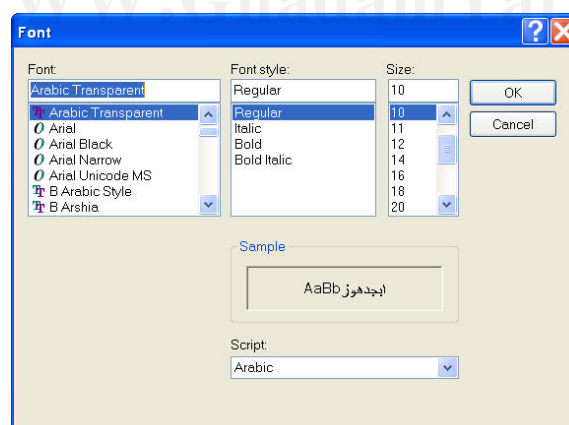 www.GhadamYar
Font
Font:
Arabic Transparent
Arabic Transparent
Arial
Arial Black
Arial Narrow
Arial Unicode MS
B Arabic Style
B Arshia
Font style:
Regular
Regular
Italic
Bold
Bold Italic
Size:
10
10
11
12
14
16
18
20
OK
Cancel
Sample
AaBb ابجدهوز
Script:
Arabic